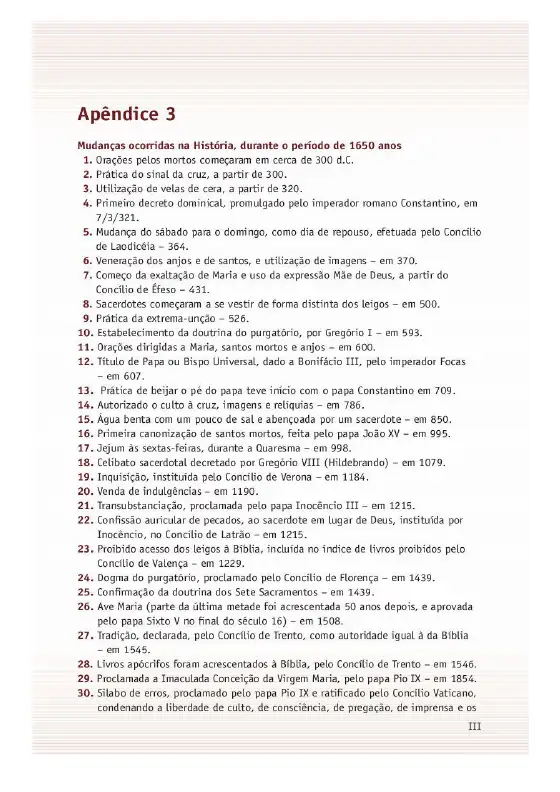 Apêndice 3
Mudanças ocorridas na História, durante o período de 1650 anos
1. Orações pelos mortos começaram em cerca de 300 d.C.
2. Prática do sinal da cruz, a partir de 300.
3. Utilização de velas de cera, a partir de 320.
4. Primeiro decreto dominical, promulgado pelo imperador romano Constantino, em
7/3/321.
5. Mudança do sábado para o domingo, como dia de repouso, efetuada pelo Concílio
de Laodicéia – 364.
6. Veneração dos anjos e de santos, e utilização de imagens – em 370.
7. Começo da exaltação de Maria e uso da expressão Mãe de Deus, a partir do
Concílio de Éfeso – 431.
8. Sacerdotes começaram a se vestir de forma distinta dos leigos – em 500.
9. Prática da extrema-unção – 526.
10. Estabelecimento da doutrina do purgatório, por Gregório I – em 593.
11. Orações dirigidas a Maria, santos mortos e anjos – em 600.
12. Título de Papa ou Bispo Universal, dado a Bonifácio III, pelo imperador Focas
– em 607.
13. Prática de beijar o pé do papa teve início com o papa Constantino em 709.
14. Autorizado o culto à cruz, imagens e relíquias – em 786.
15. Água benta com um pouco de sal e abençoada por um sacerdote – em 850.
16. Primeira canonização de santos mortos, feita pelo papa João XV – em 995.
17. Jejum às sextas-feiras, durante a Quaresma – em 998.
18. Celibato sacerdotal decretado por Gregório VIII (Hildebrando) – em 1079.
19. Inquisição, instituída pelo Concílio de Verona – em 1184.
20. Venda de indulgências – em 1190.
21. Transubstanciação, proclamada pelo papa Inocêncio III – em 1215.
22. Confissão auricular de pecados, ao sacerdote em lugar de Deus, instituída por
Inocêncio, no Concílio de Latrão – em 1215.
23. Proibido acesso dos leigos à Bíblia, incluída no índice de livros proibidos pelo
Concílio de Valença – em 1229.
24. Dogma do purgatório, proclamado pelo Concílio de Florença – em 1439.
25. Confirmação da doutrina dos Sete Sacramentos – em 1439.
26. Ave Maria (parte da última metade foi acrescentada 50 anos depois, e aprovada
pelo papa Sixto V no final do século 16) – em 1508.
27. Tradição, declarada, pelo Concílio de Trento, como autoridade igual à da Bíblia
– em 1545.
28. Livros apócrifos foram acrescentados à Bíblia, pelo Concílio de Trento – em 1546.
29. Proclamada a Imaculada Conceição da Virgem Maria, pelo papa Pio IX – em 1854.
30. Sílabo de erros, proclamado pelo papa Pio IX e ratificado pelo Concílio Vaticano,
condenando a liberdade de culto, de consciência, de pregação, de imprensa e os
III